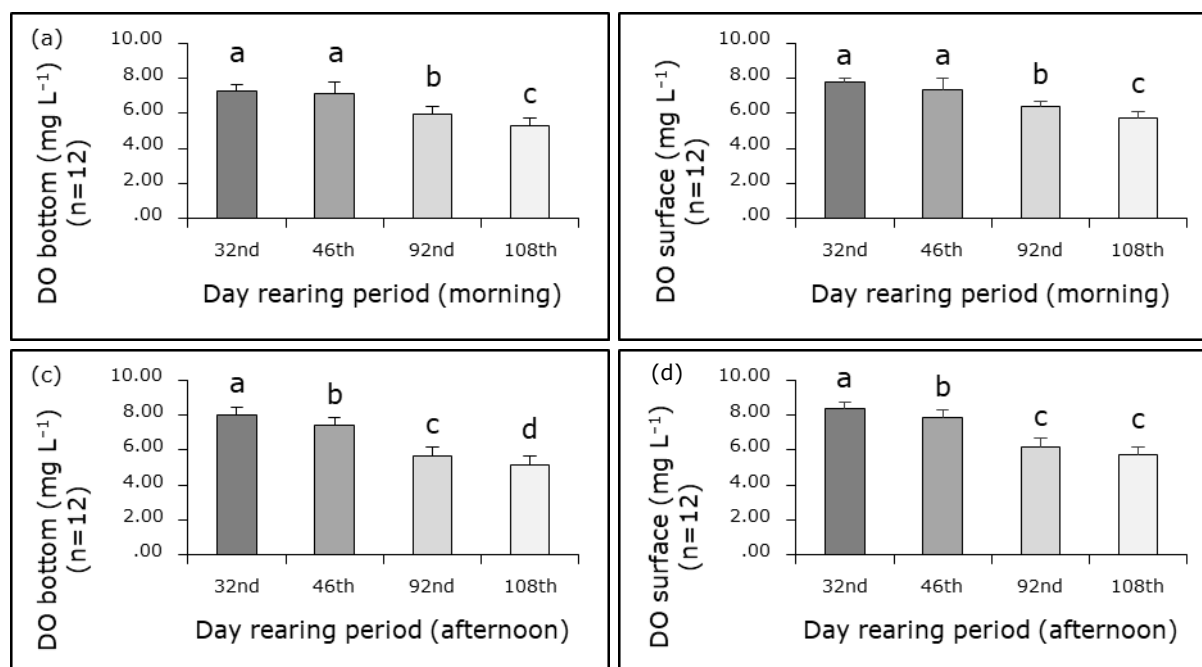 (a)
DO bottom (mg L⁻¹)
(n=12)
10.00
8.00
6.00
4.00
2.00
.00
a a b c
32nd 46th 92nd 108th
Day rearing period (morning)
DO surface (mg L⁻¹)
(n=12)
10.00
8.00
6.00
4.00
2.00
.00
a a b c
32nd 46th 92nd 108th
Day rearing period (morning)
(c)
DO bottom (mg L⁻¹)
(n=12)
10.00
8.00
6.00
4.00
2.00
.00
a b c d
32nd 46th 92nd 108th
Day rearing period (afternoon)
(d)
DO surface (mg L⁻¹)
(n=12)
10.00
8.00
6.00
4.00
2.00
.00
a b c c
32nd 46th 92nd 108th
Day rearing period (afternoon)